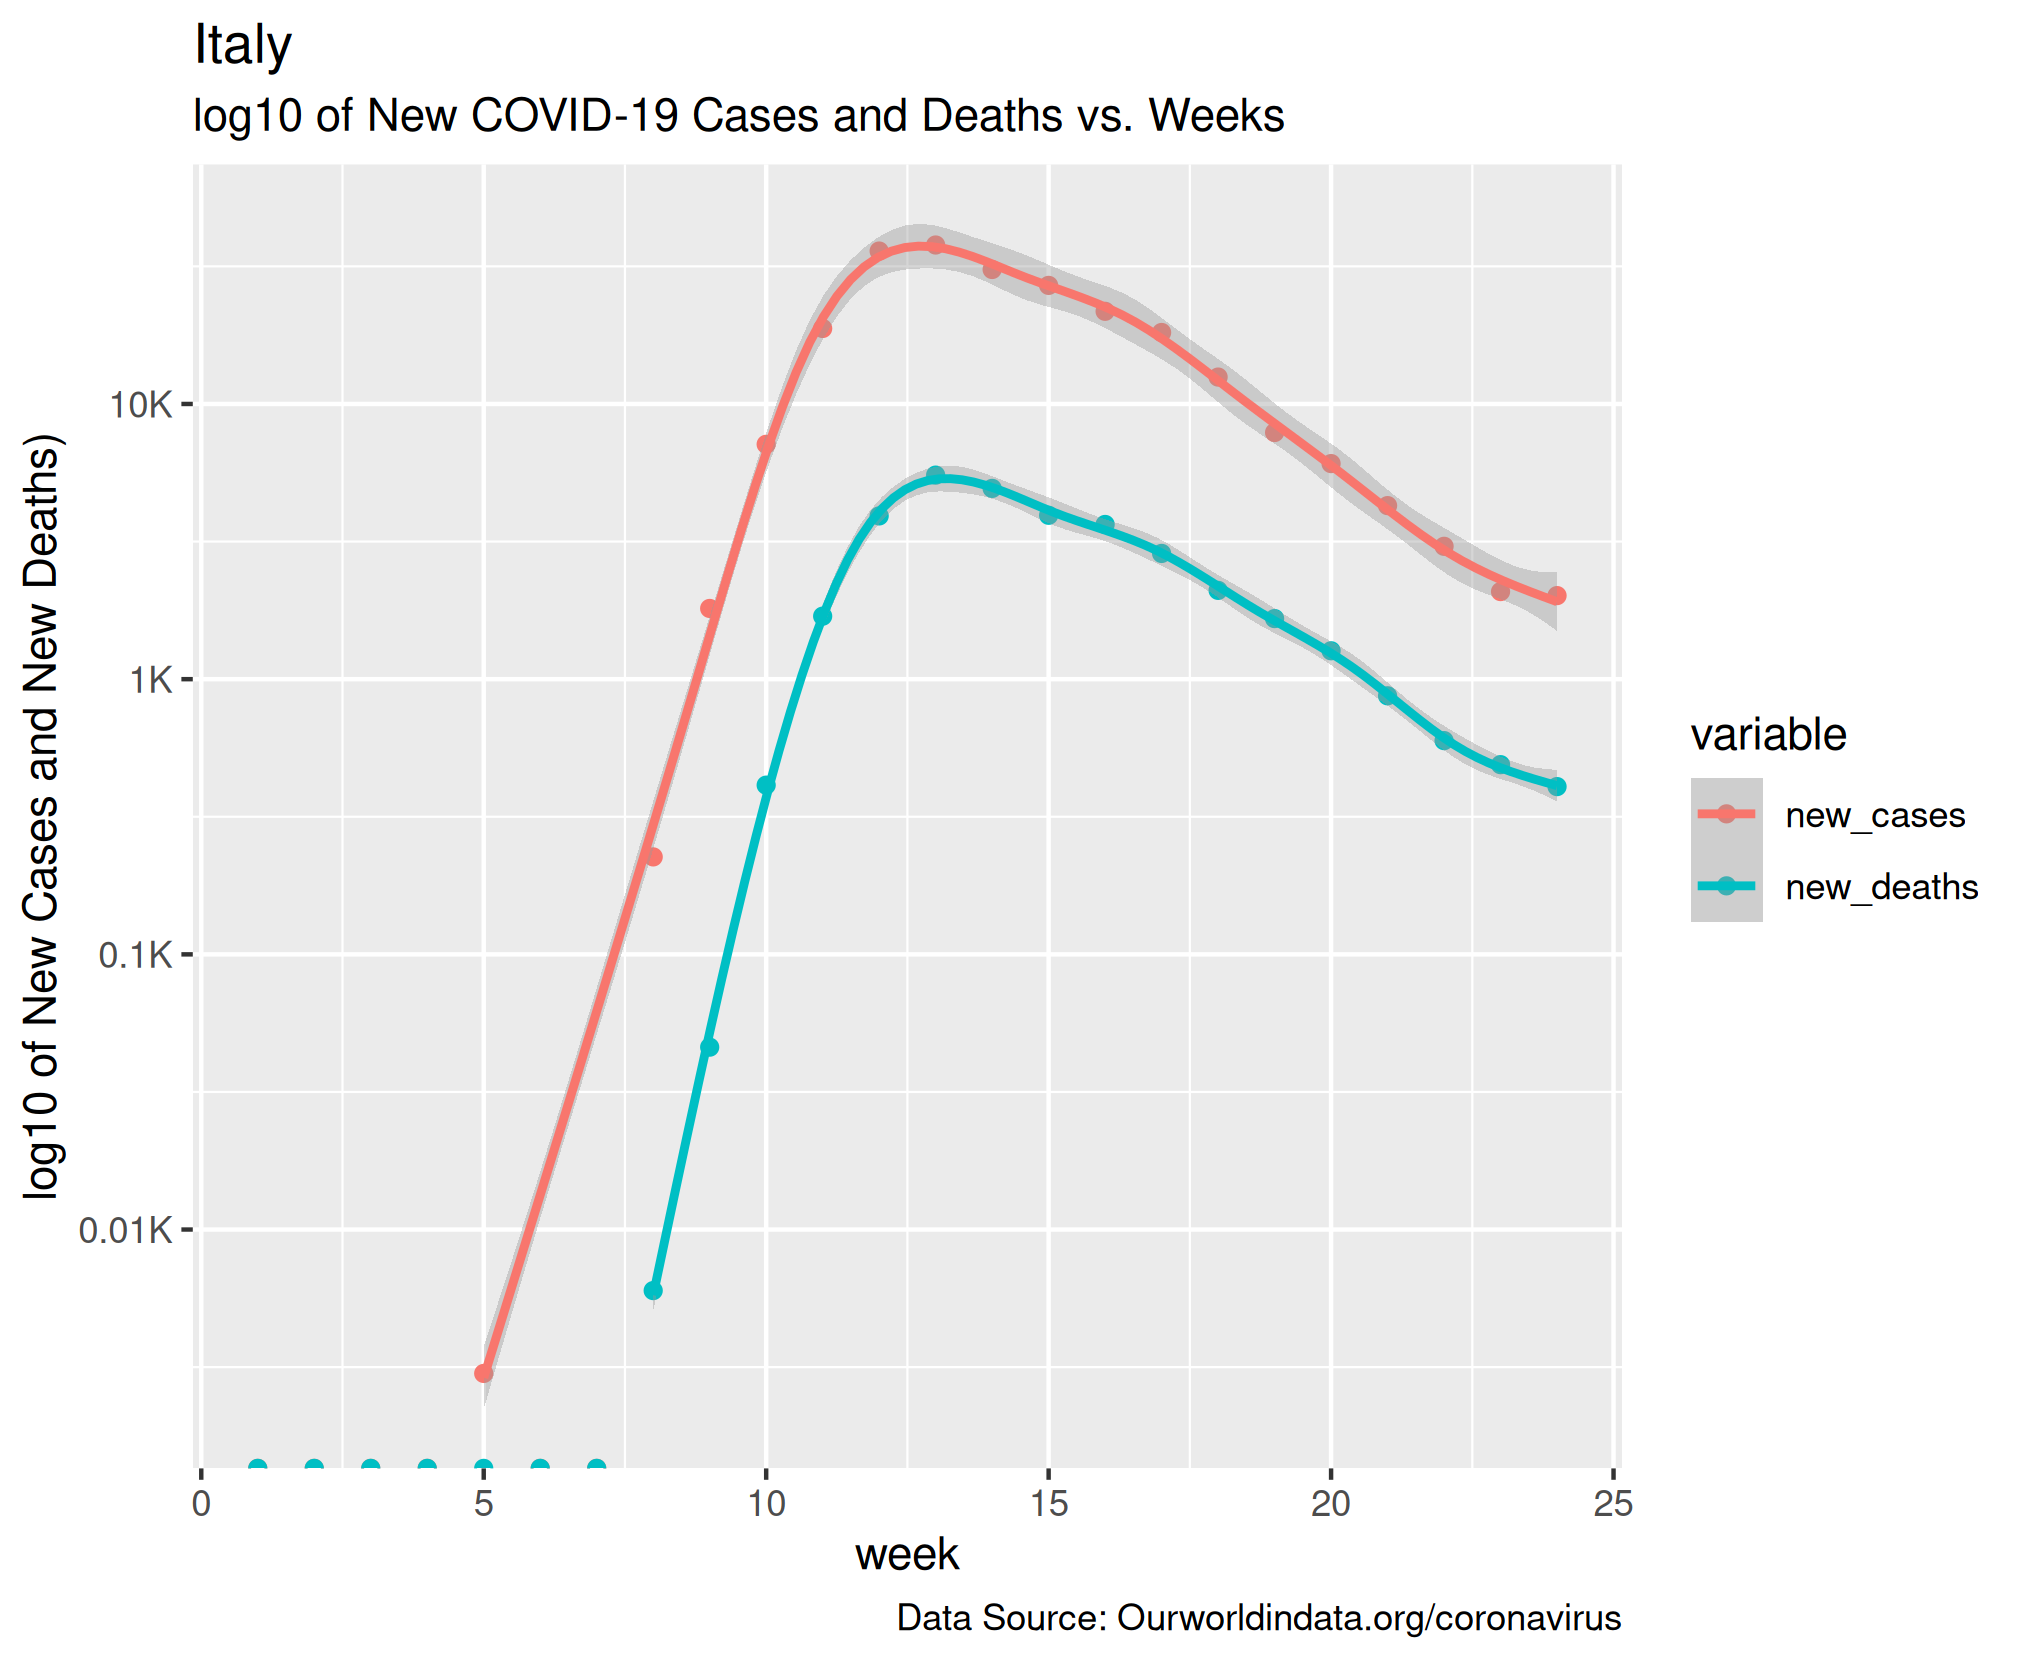 Italy
log10 of New COVID-19 Cases and Deaths vs. Weeks
log10 of New Cases and New Deaths)
10K
1K
0.1K
0.01K
0
5
10
15
20
25
week
variable
new_cases
new_deaths
Data Source: Ourworldindata.org/coronavirus